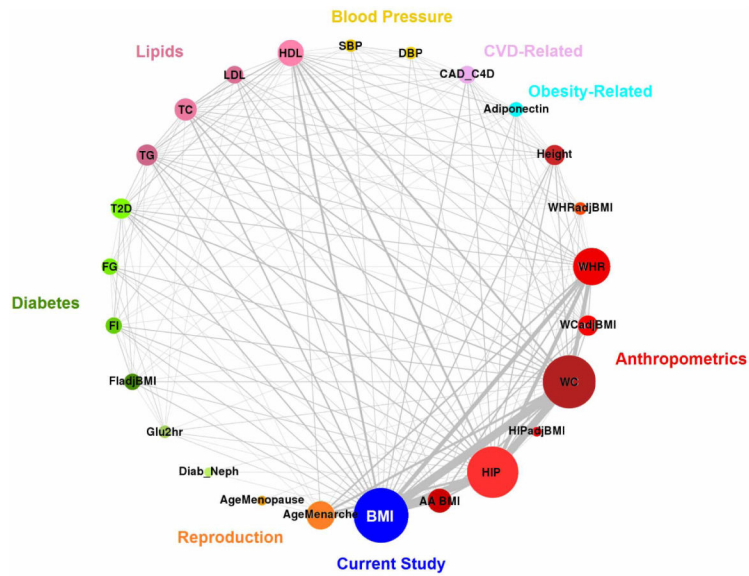 Blood Pressure
Lipids
HDL
SBP
DBP
CVD-Related
LDL
CAD_C4D
Obesity-Related
TC
Adiponectin
TG
Height
T2D
WHRadjBMI
FG
WHR
Diabetes
FI
WCadjBMI
Anthropometrics
FIadjBMI
WC
Glu2hr
HIPadjBMI
Diab_Neph
HIP
AgeMenopause
AA BMI
AgeMenarche
BMI
Reproduction
Current Study